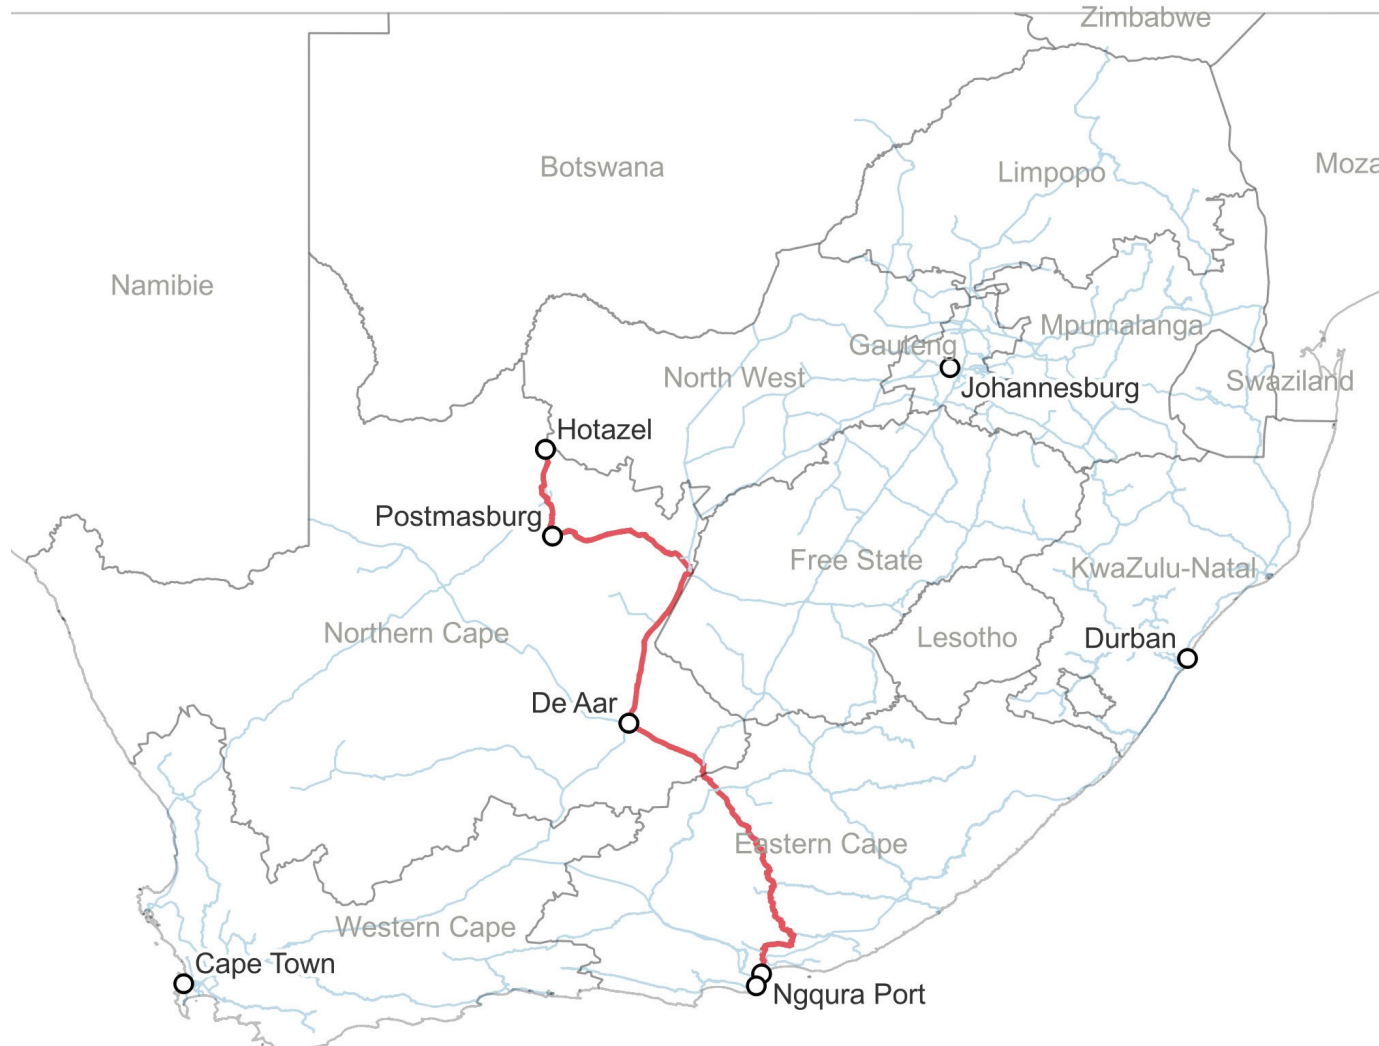 Zimbabwe
Botswana
Limpopo
Moza
Namibie
Mpumalanga
Gauteng
North West
Johannesburg
Swaziland
Hotazel
Postmasburg
Free State
KwaZulu-Natal
Northern Cape
Lesotho
Durban
De Aar
Eastern Cape
Western Cape
Cape Town
Ngqura Port